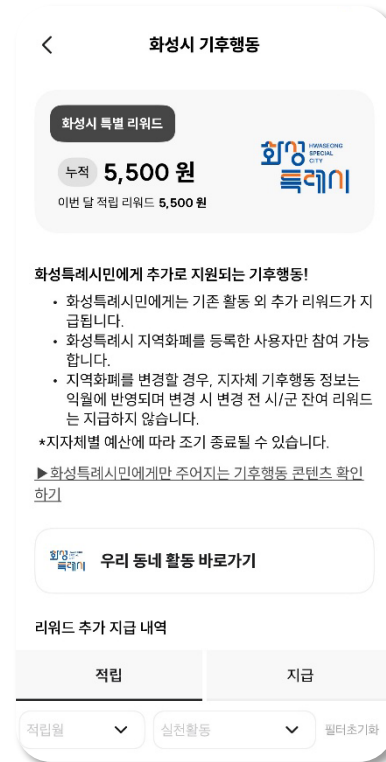 화성시 기후행동
화성시 특별 리워드
누적 5,500 원
이번 달 적립 리워드 5,500 원
화성 HWASEONG
SPECIAL
CITY
특례시
화성특례시민에게 추가로 지원되는 기후행동!
• 화성특례시민에게는 기존 활동 외 추가 리워드가 지
급됩니다.
• 화성특례시 지역화폐를 등록한 사용자만 참여 가능
합니다.
• 지역화폐를 변경할 경우, 지자체 기후행동 정보는
익월에 반영되며 변경 시 변경 전 시/군 잔여 리워드
는 지급하지 않습니다.
*지자체별 예산에 따라 조기 종료될 수 있습니다.
▶화성특례시민에게만 주어지는 기후행동 콘텐츠 확인
하기
화성
특례시 우리 동네 활동 바로가기
리워드 추가 지급 내역
적립 지급
적립월 실천활동 필터초기화